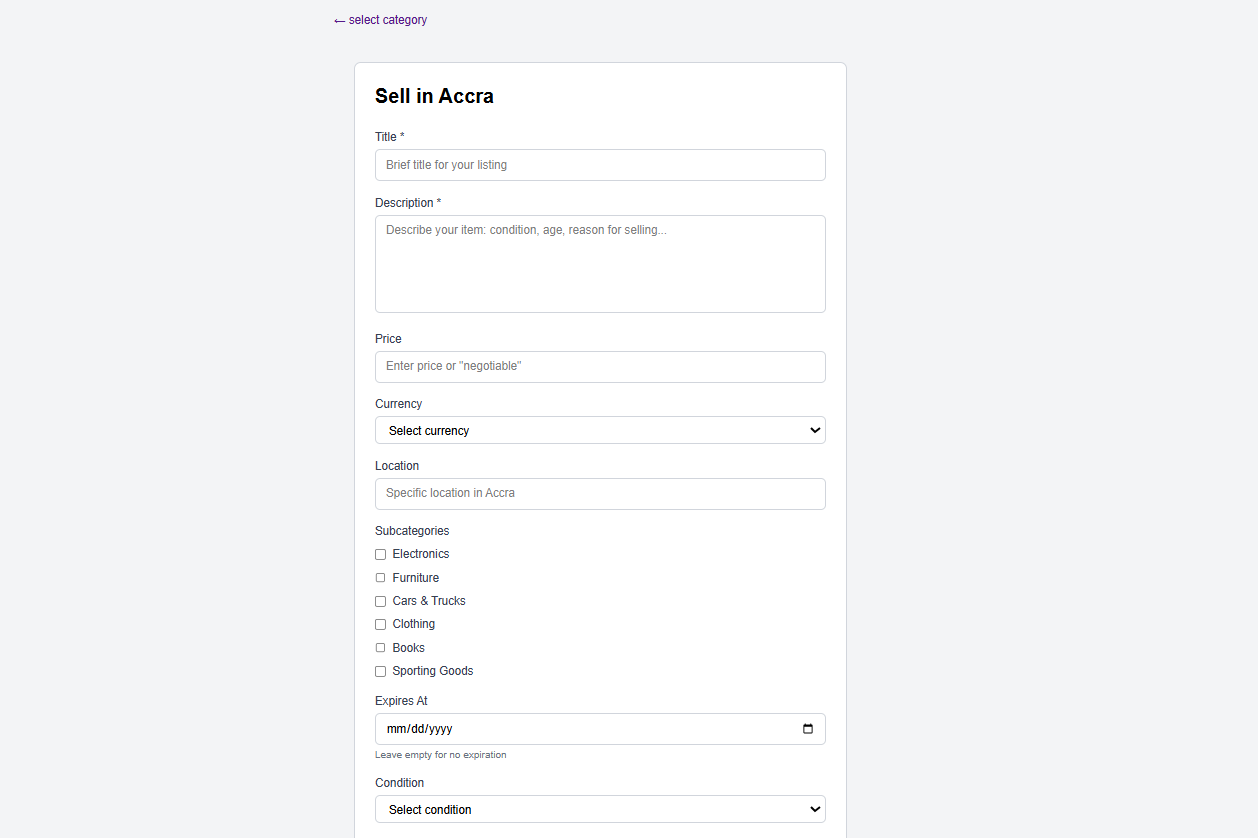 ← select category
Sell in Accra
Title *
Brief title for your listing
Description *
Describe your item: condition, age, reason for selling...
Price
Enter price or "negotiable"
Currency
Select currency
Location
Specific location in Accra
Subcategories
Electronics
Furniture
Cars & Trucks
Clothing
Books
Sporting Goods
Expires At
mm/dd/yyyy
Leave empty for no expiration
Condition
Select condition